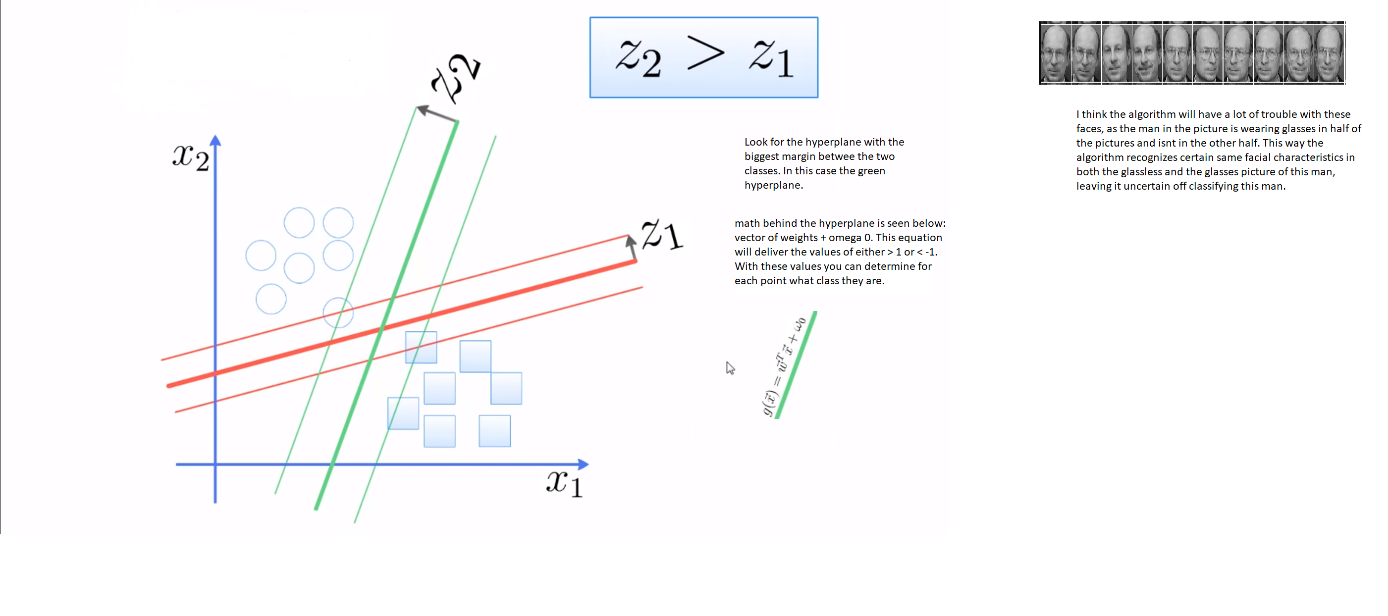 z2 > z1
z2
x2
z1
x1
Look for the hyperplane with the
biggest margin betwee the two
classes. In this case the green
hyperplane.
math behind the hyperplane is seen below:
vector of weights + omega 0. This equation
will deliver the values of either > 1 or < -1.
With these values you can determine for
each point what class they are.
g(x⃗) = w⃗ᵀx⃗ + ω₀
I think the algorithm will have a lot of trouble with these
faces, as the man in the picture is wearing glasses in half of
the pictures and isnt in the other half. This way the
algorithm recognizes certain same facial characteristics in
both the glassless and the glasses picture of this man,
leaving it uncertain off classifying this man.